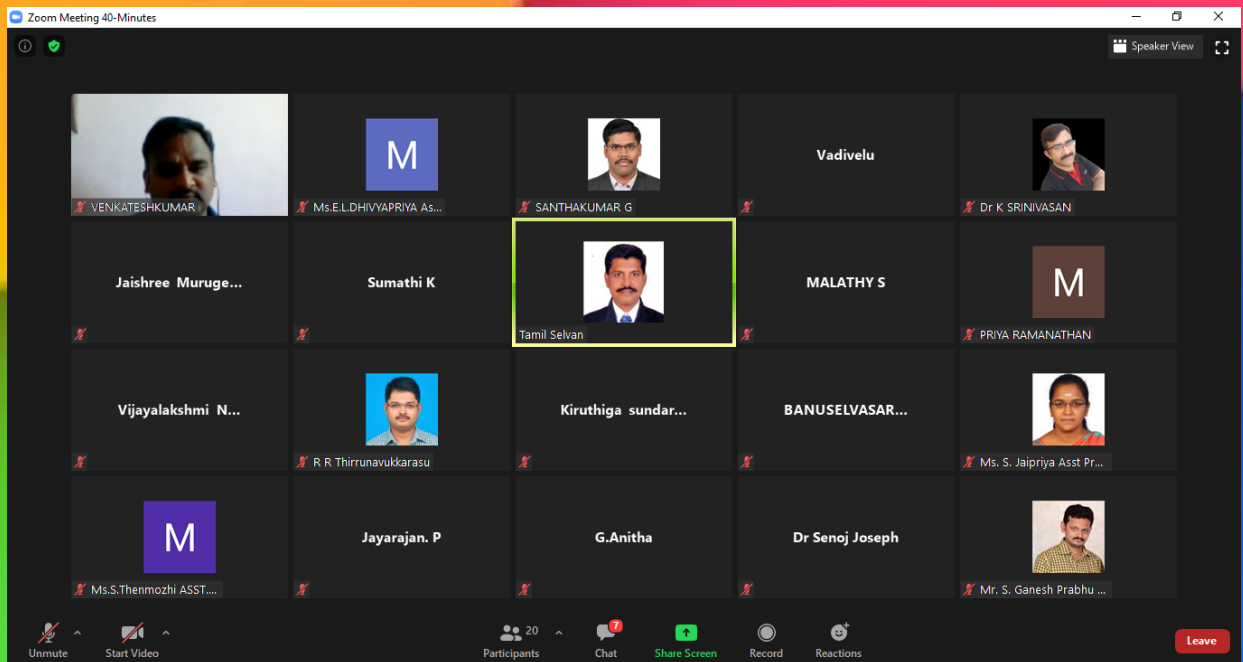 Zoom Meeting 40-Minutes
Speaker View
M
Vadivelu
VENKATESHKUMAR
Ms.E.L.DHIVYAPRIYA As...
SANTHAKUMAR G
Dr K SRINIVASAN
Jaishree Muruge...
Sumathi K
MALATHY S
M
Tamil Selvan
PRIYA RAMANATHAN
Vijayalakshmi N...
Kiruthiga sundar...
BANUSELVASAR...
R R Thirrunavukkarasu
Ms. S. Jaipriya Asst Pr...
M
Jayarajan. P
G.Anitha
Dr Senoj Joseph
Ms.S.Thenmozhi ASST....
Mr. S. Ganesh Prabhu ...
20
7
Unmute
Start Video
Participants
Chat
Share Screen
Record
Reactions
Leave